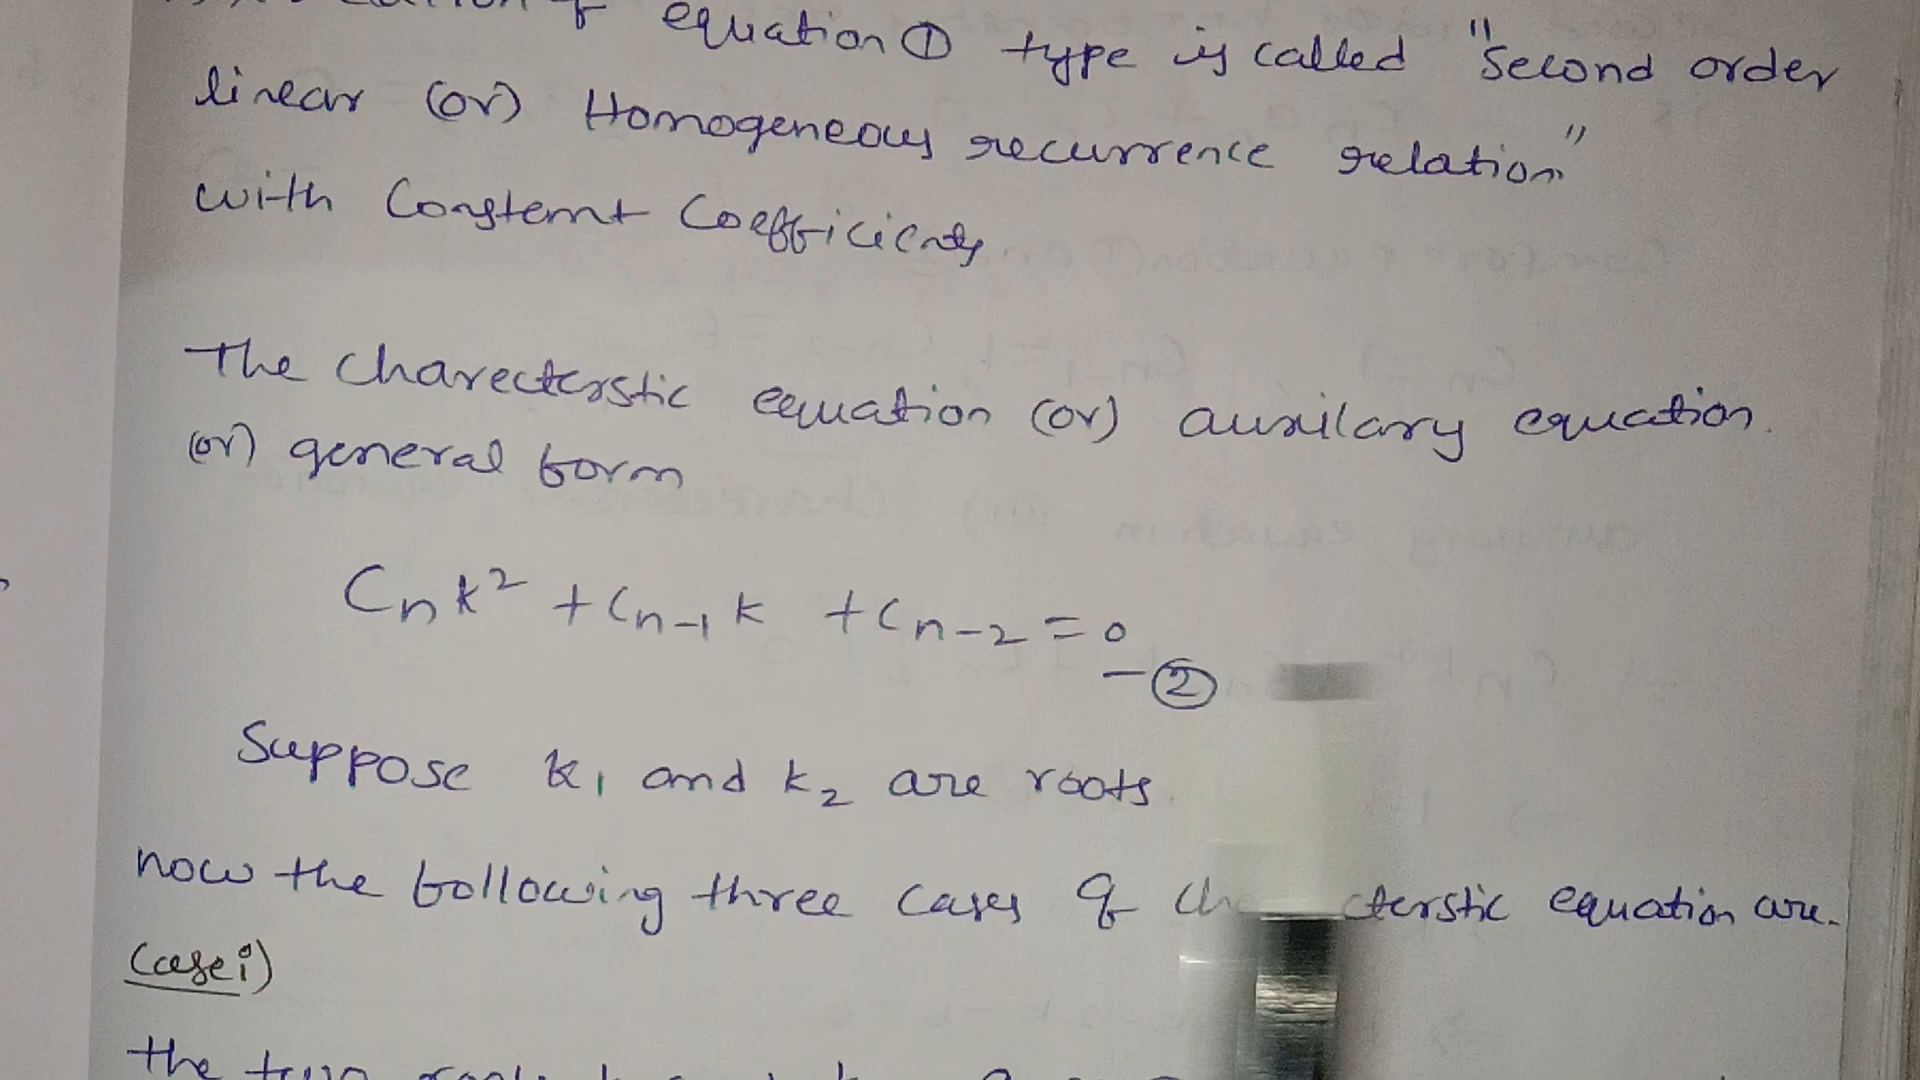 equation ① type is called "second order
linear (or) Homogeneous recurrence relation"
with Constant Coefficients
The Charecterstic equation (or) auxilary equation.
(or) general form
Cnk² + Cn-1k + Cn-2 = 0
- ②
Suppose k1 and k2 are roots
now the following three cases of cterstic equation are.
(case i)
the two